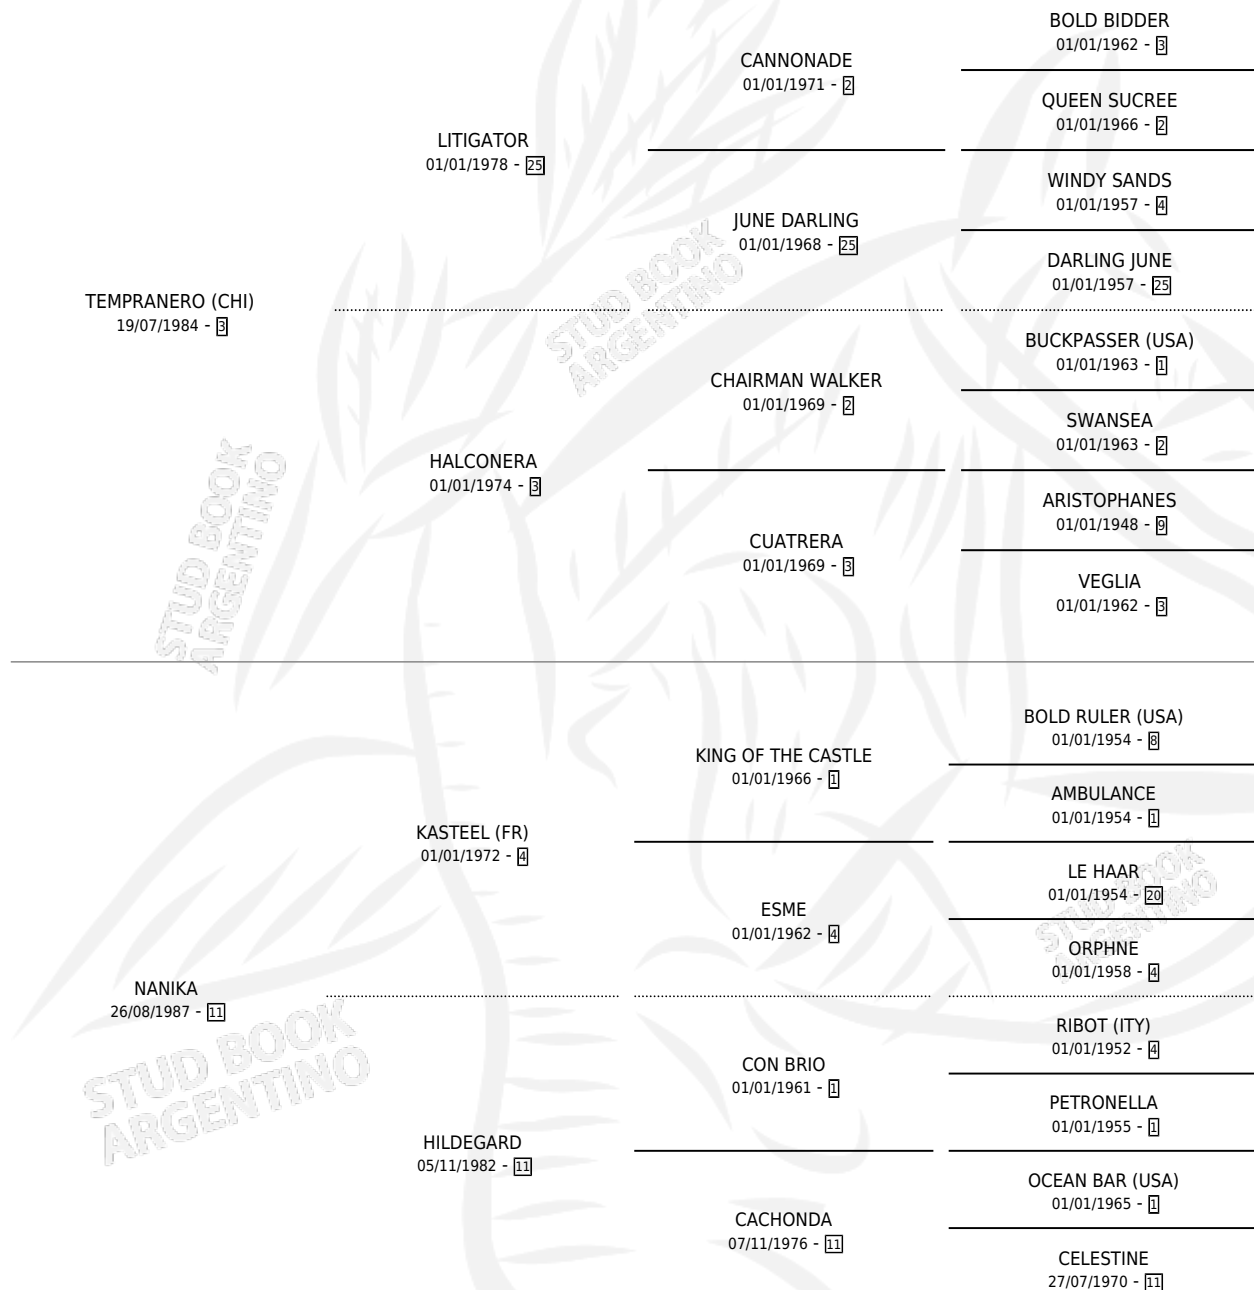 BOLD BIDDER
01/01/1962 - 3
CANNONADE
01/01/1971 - 2
QUEEN SUCREE
01/01/1966 - 2
LITIGATOR
01/01/1978 - 25
WINDY SANDS
01/01/1957 - 4
JUNE DARLING
01/01/1968 - 25
DARLING JUNE
01/01/1957 - 25
TEMPRANERO (CHI)
19/07/1984 - 3
STUD BOOK
ARGENTINO
BUCKPASSER (USA)
01/01/1963 - 1
CHAIRMAN WALKER
01/01/1969 - 2
SWANSEA
01/01/1963 - 2
HALCONERA
01/01/1974 - 3
ARISTOPHANES
01/01/1948 - 9
CUATRERA
01/01/1969 - 3
VEGLIA
01/01/1962 - 3
STUD BOOK
ARGENTINO
BOLD RULER (USA)
01/01/1954 - 8
KING OF THE CASTLE
01/01/1966 - 1
AMBULANCE
01/01/1954 - 1
KASTEEL (FR)
01/01/1972 - 4
LE HAAR
01/01/1954 - 20
ESME
01/01/1962 - 4
STUD BOOK
ARGENTINO
ORPHNE
01/01/1958 - 4
NANIKA
26/08/1987 - 11
RIBOT (ITY)
01/01/1952 - 4
CON BRIO
01/01/1961 - 1
STUD BOOK
ARGENTINO
PETRONELLA
01/01/1955 - 1
HILDEGARD
05/11/1982 - 11
OCEAN BAR (USA)
01/01/1965 - 1
CACHONDA
07/11/1976 - 11
CELESTINE
27/07/1970 - 11